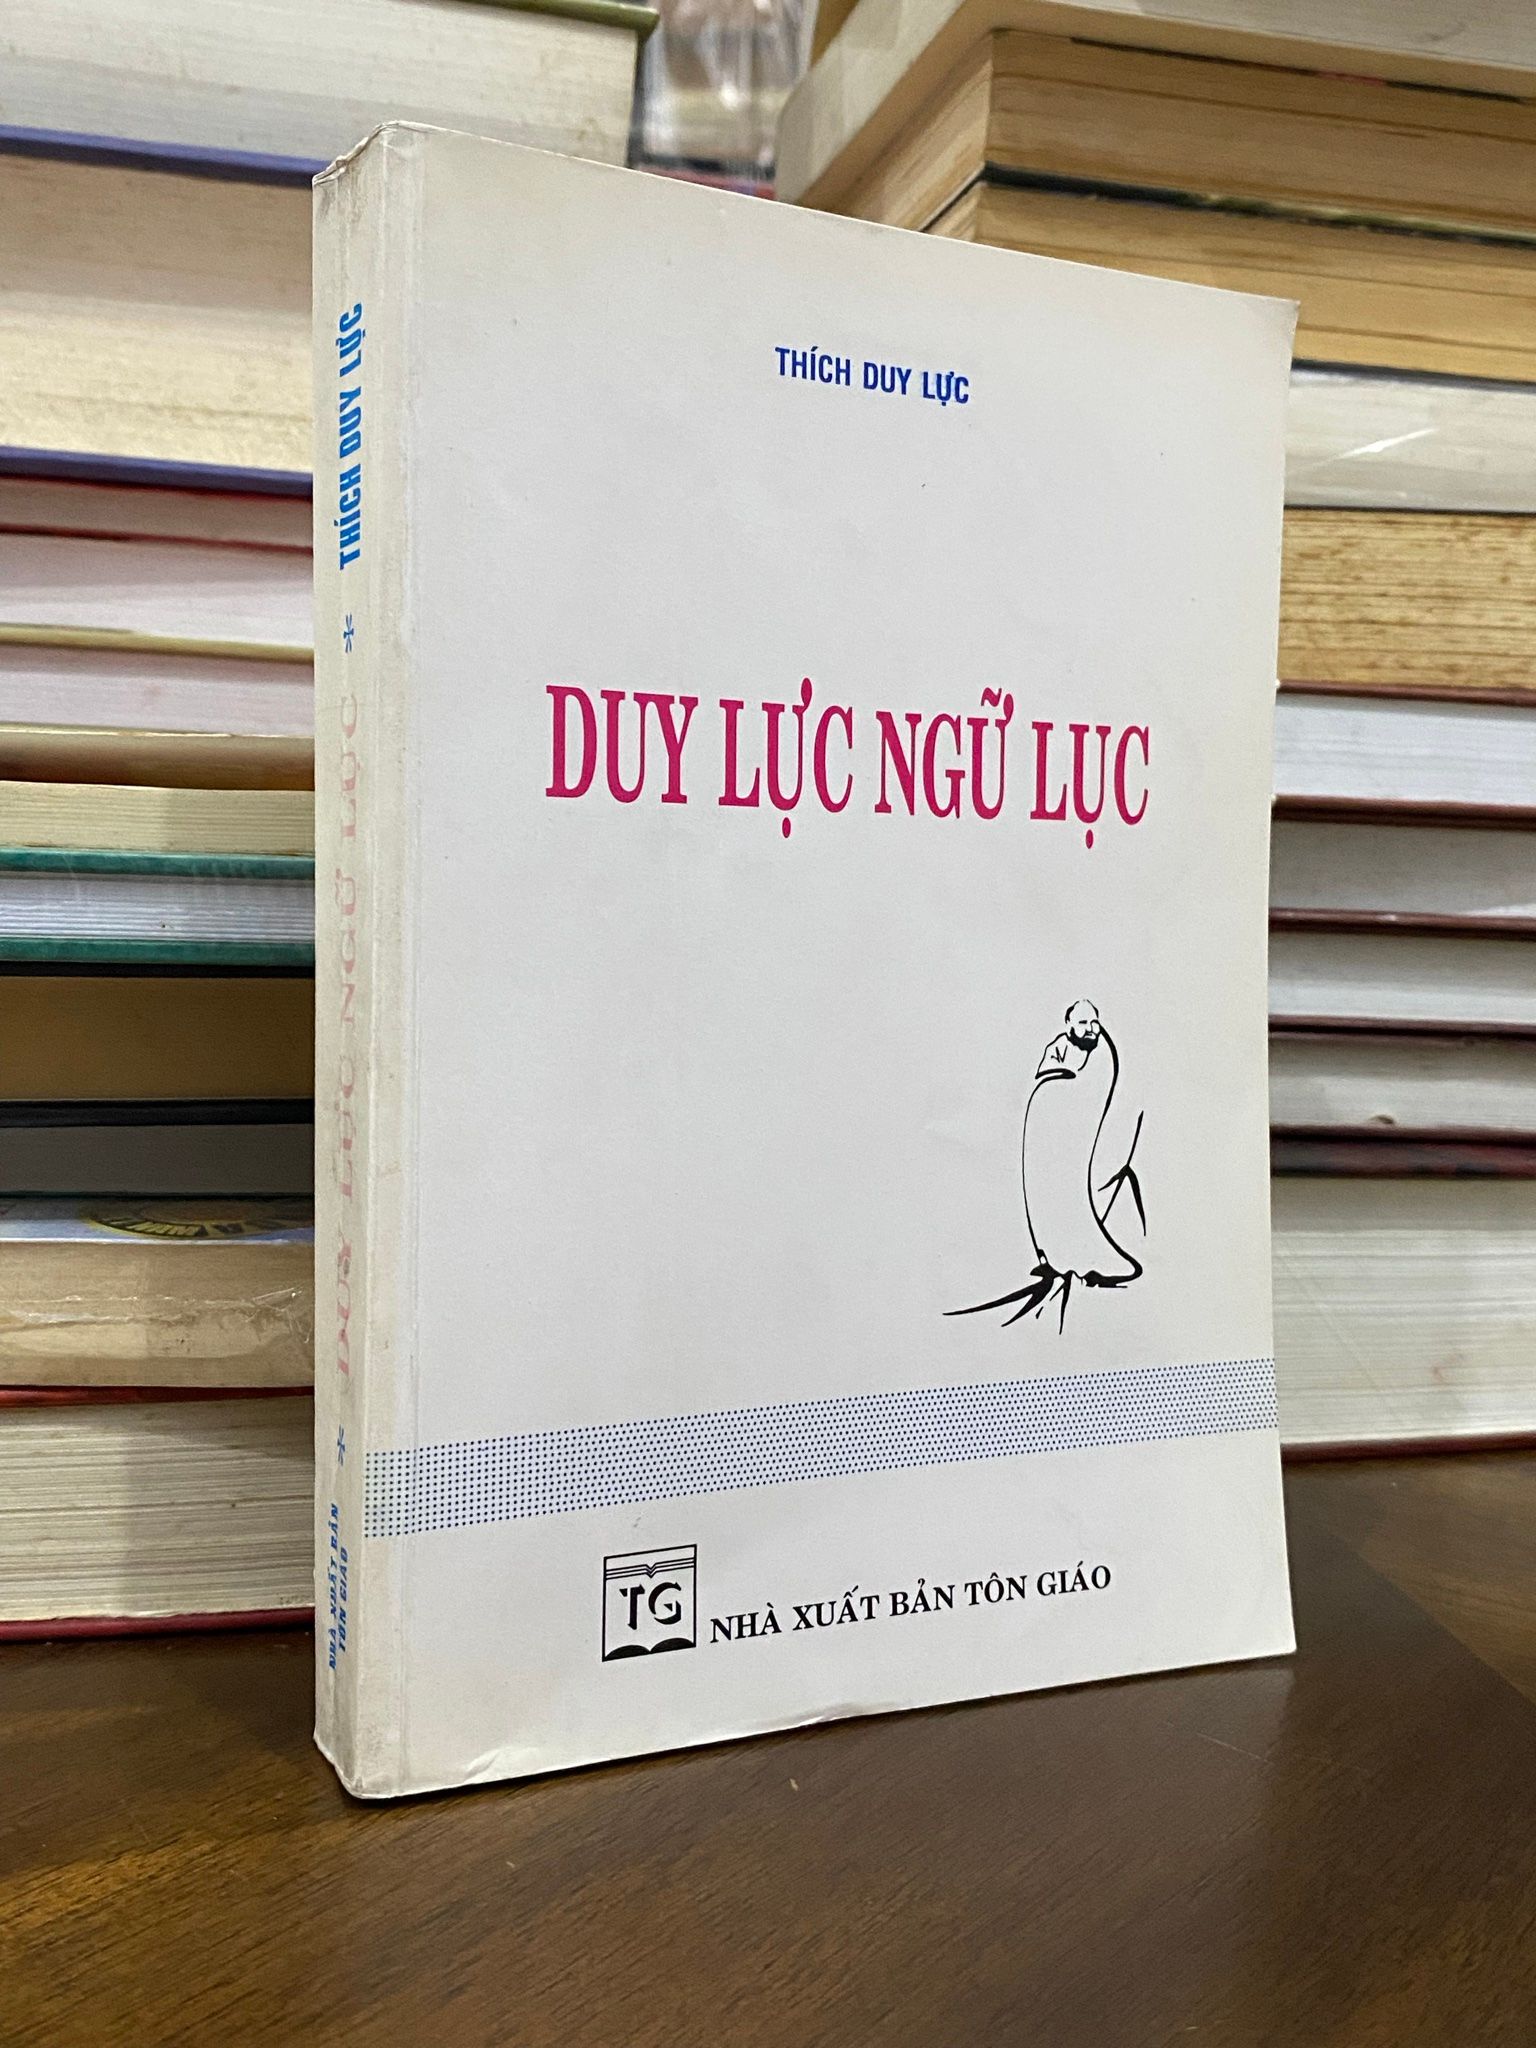 THÍCH DUY LỰC
DUY LỰC NGỮ LỤC
TG
NHÀ XUẤT BẢN TÔN GIÁO
THÍCH DUY LỰC * DUY LỰC NGỮ LỤC * NHÀ XUẤT BẢN
TÔN GIÁO